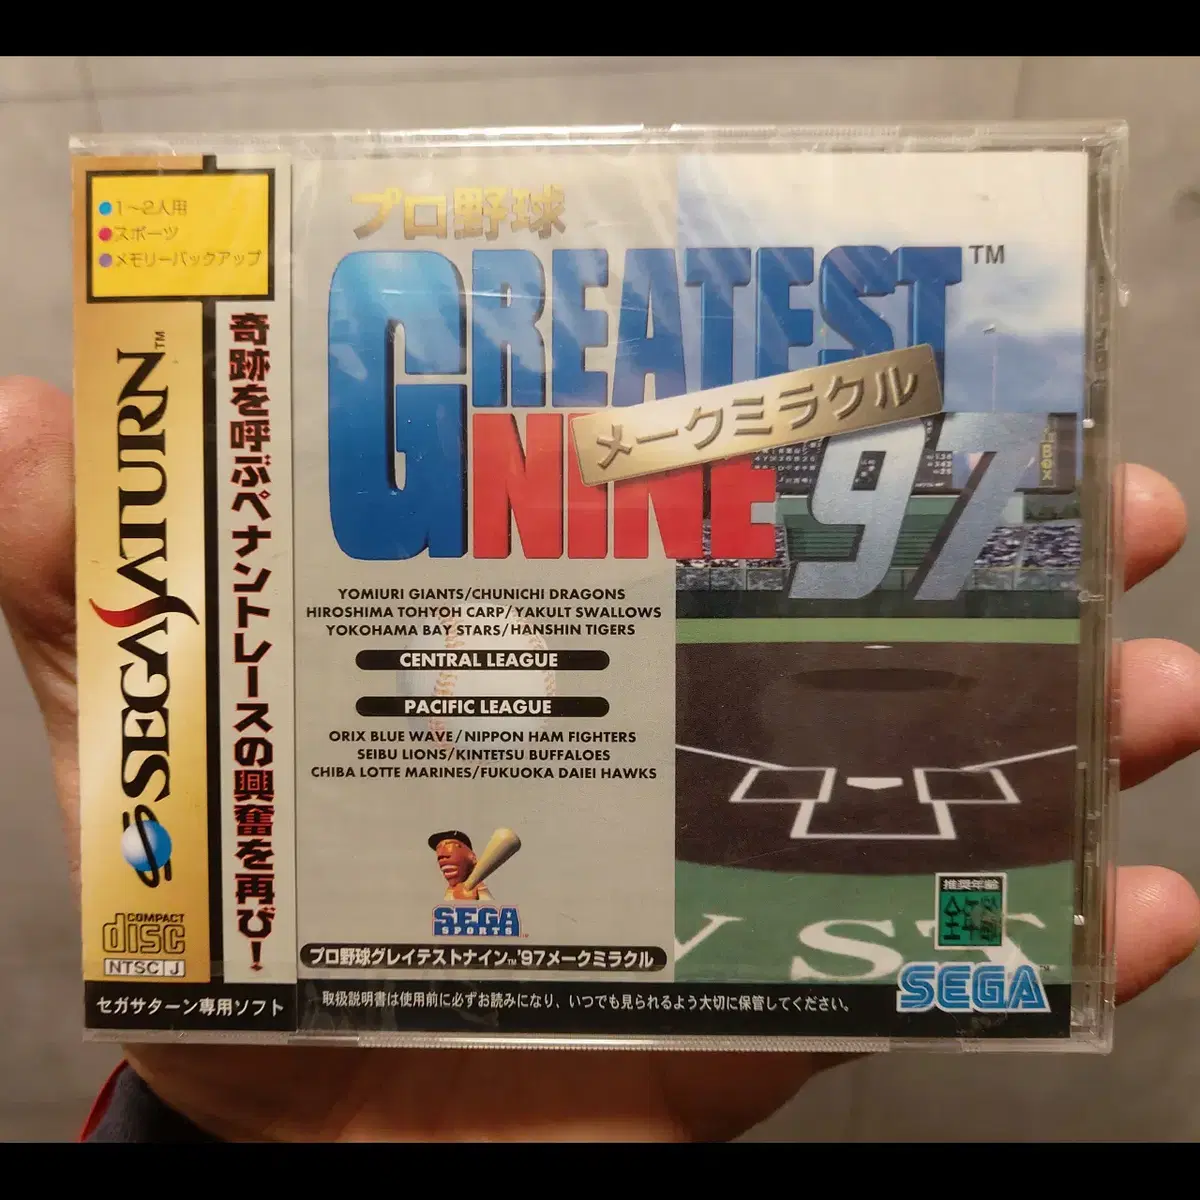 ●1～2人用
●スポーツ
●メモリーバックアップ
SEGA SATURN™
奇跡を呼ぶペナントレースの興奮を再び！
COMPACT
disc
NTSC J
セガサターン専用ソフト
プロ野球
GREATEST™
NINE
メークミラクル
97
YOMIURI GIANTS/CHUNICHI DRAGONS
HIROSHIMA TOHYOH CARP/YAKULT SWALLOWS
YOKOHAMA BAY STARS/HANSHIN TIGERS
CENTRAL LEAGUE
PACIFIC LEAGUE
ORIX BLUE WAVE/NIPPON HAM FIGHTERS
SEIBU LIONS/KINTETSU BUFFALOES
CHIBA LOTTE MARINES/FUKUOKA DAIEI HAWKS
SEGA
SPORTS™
プロ野球グレイテストナイン™'97メークミラクル
取扱説明書は使用前に必ずお読みになり、いつでも見られるよう大切に保管してください。
推奨年齢
全年齢
Y ST
SEGA